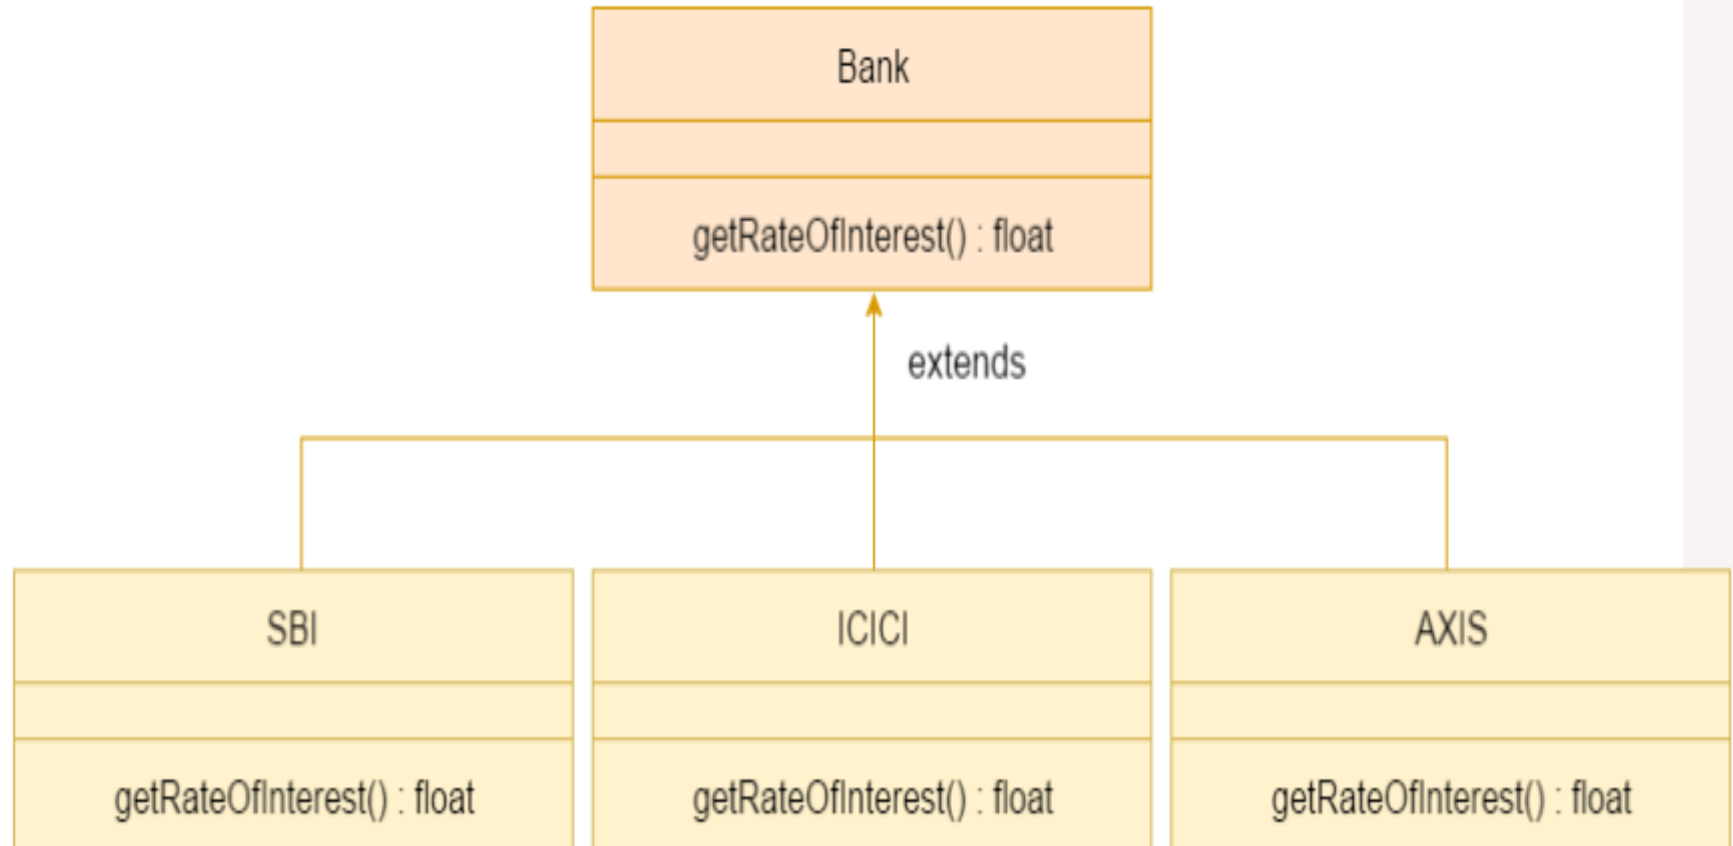 Bank
getRateOfInterest() : float
extends
SBI
ICICI
AXIS
getRateOfInterest() : float
getRateOfInterest() : float
getRateOfInterest() : float